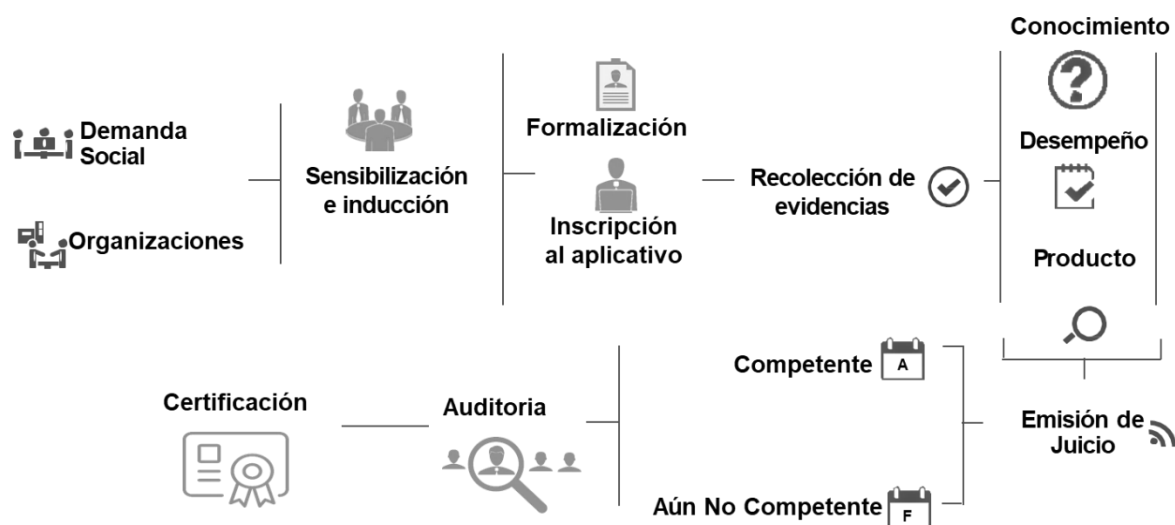 Demanda
Social
Organizaciones
Sensibilización
e inducción
Formalización
Inscripción
al aplicativo
Recolección de
evidencias
Conocimiento
?
Desempeño
Producto
Emisión de
Juicio
Competente
A
Aún No Competente
F
Auditoria
Certificación